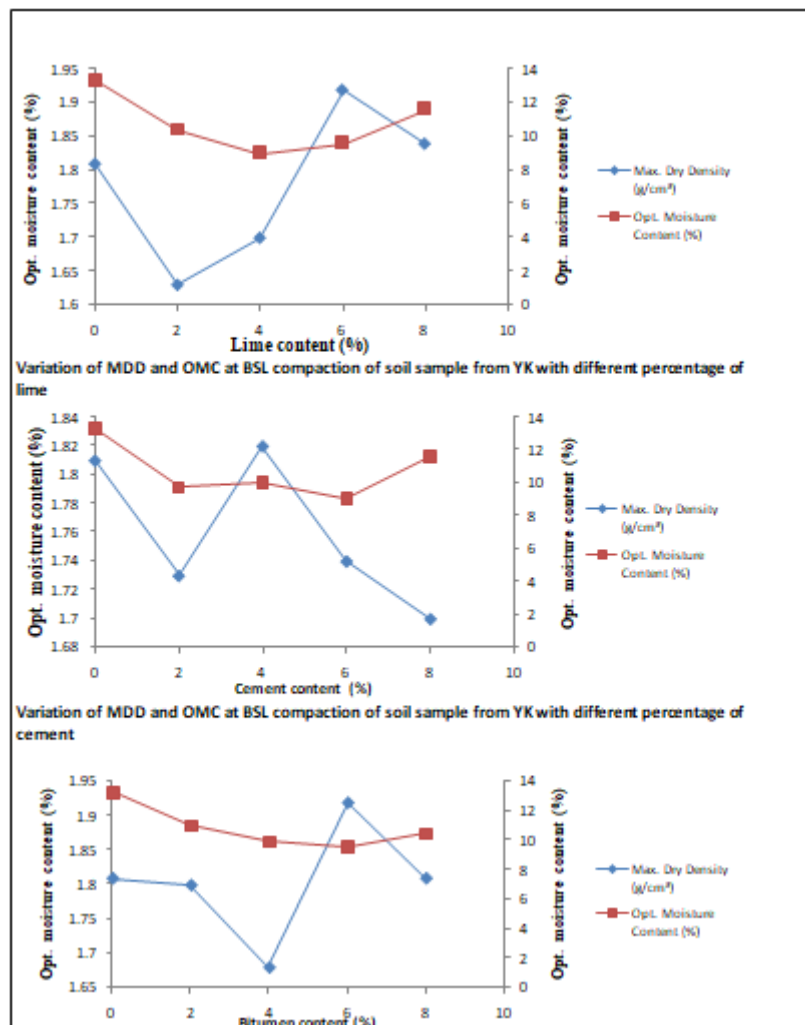 1.95
1.9
1.85
1.8
1.75
1.7
1.65
1.6
Opt. moisture content (%)
14
12
10
8
6
4
2
0
Opt. moisture content (%)
0 2 4 6 8 10
Lime content (%)
Max. Dry Density
(g/cm³)
Opt. Moisture
Content (%)
Variation of MDD and OMC at BSL compaction of soil sample from YK with different percentage of
lime
1.84
1.82
1.8
1.78
1.76
1.74
1.72
1.7
1.68
Opt. moisture content (%)
14
12
10
8
6
4
2
0
Opt. moisture content (%)
0 2 4 6 8 10
Cement content (%)
Max. Dry Density
(g/cm³)
Opt. Moisture
Content (%)
Variation of MDD and OMC at BSL compaction of soil sample from YK with different percentage of
cement
1.95
1.9
1.85
1.8
1.75
1.7
1.65
Opt. moisture content (%)
14
12
10
8
6
4
2
0
Opt. moisture content (%)
0 2 4 6 8 10
Bitumen content (%)
Max. Dry Density
(g/cm³)
Opt. Moisture
Content (%)